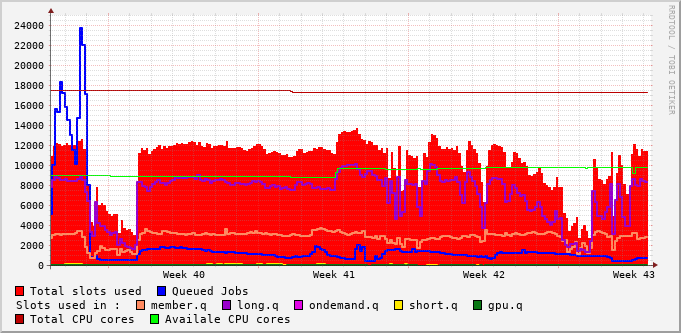 RRDTOOL / TOBI OETIKER
24000
22000
20000
18000
16000
14000
12000
10000
8000
6000
4000
2000
0
Week 40 Week 41 Week 42 Week 43
Total slots used Queued Jobs
Slots used in : member.q long.q ondemand.q short.q gpu.q
Total CPU cores Availale CPU cores